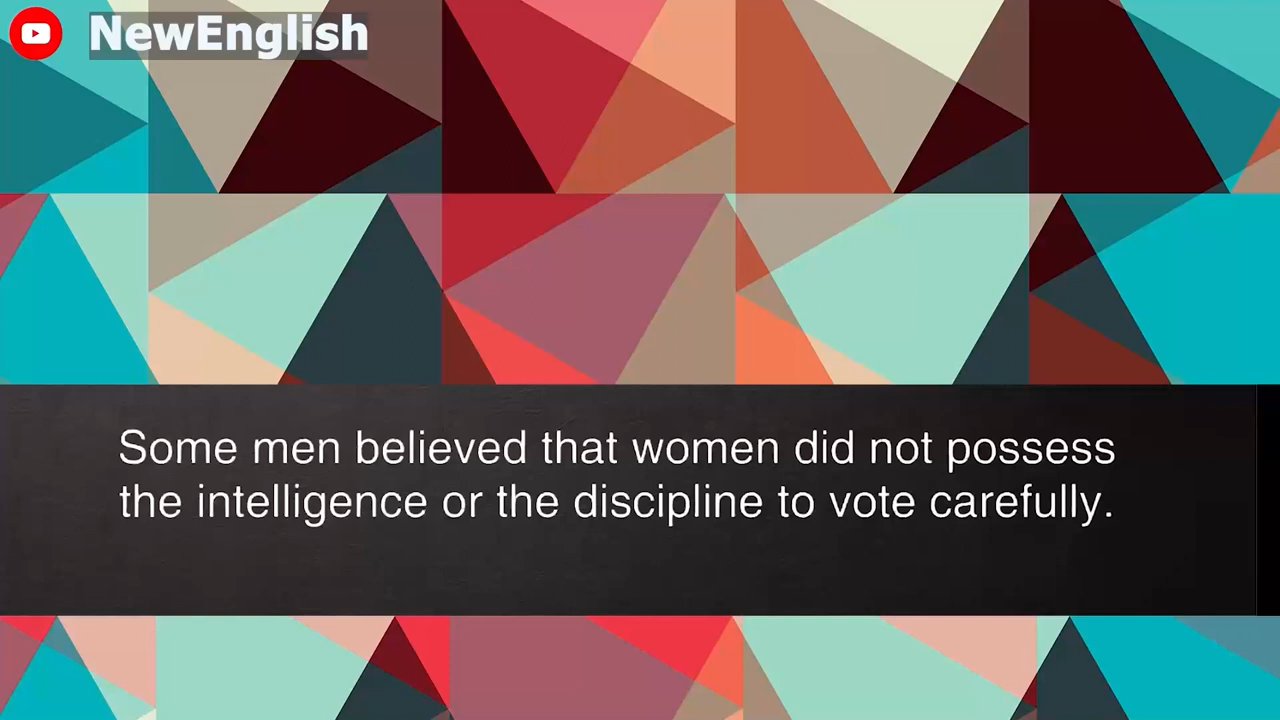 NewEnglish
Some men believed that women did not possess
the intelligence or the discipline to vote carefully.